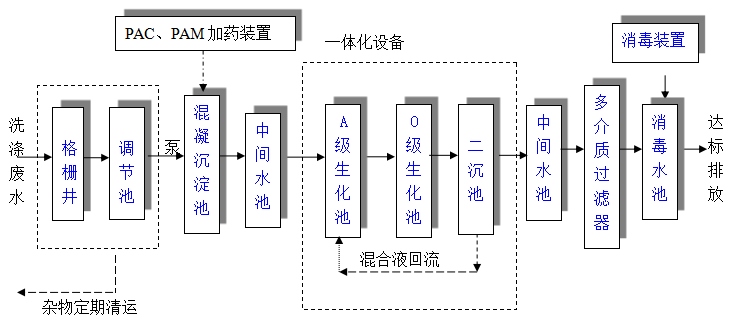 PAC、PAM加药装置
一体化设备
消毒装置
洗涤废水
格栅井
调节池
泵
混凝沉淀池
中间水池
A级生化池
O级生化池
二沉池
中间水池
多介质过滤器
消毒水池
达标排放
混合液回流
杂物定期清运